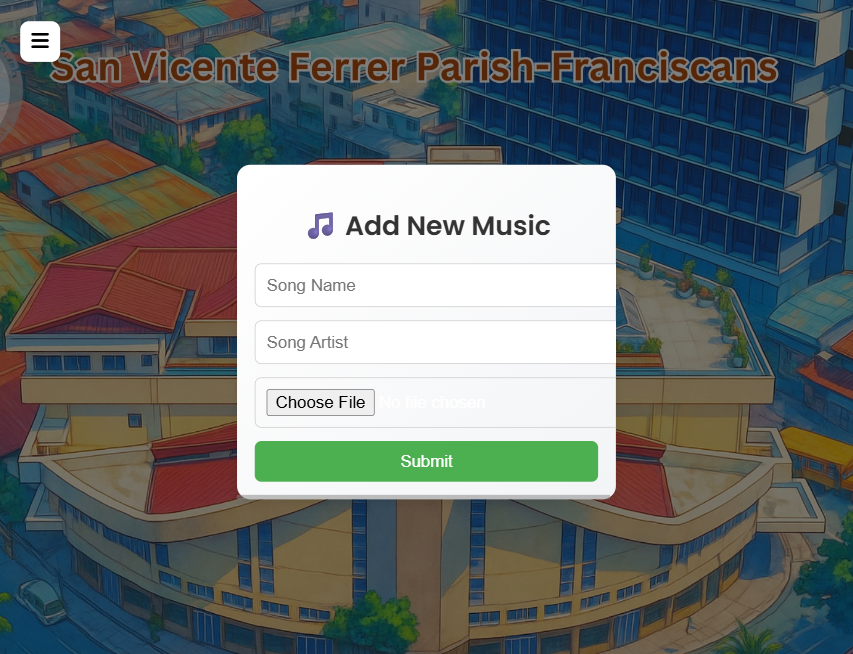 San Vicente Ferrer Parish-Franciscans
Add New Music
Song Name
Song Artist
Choose File No file chosen
Submit